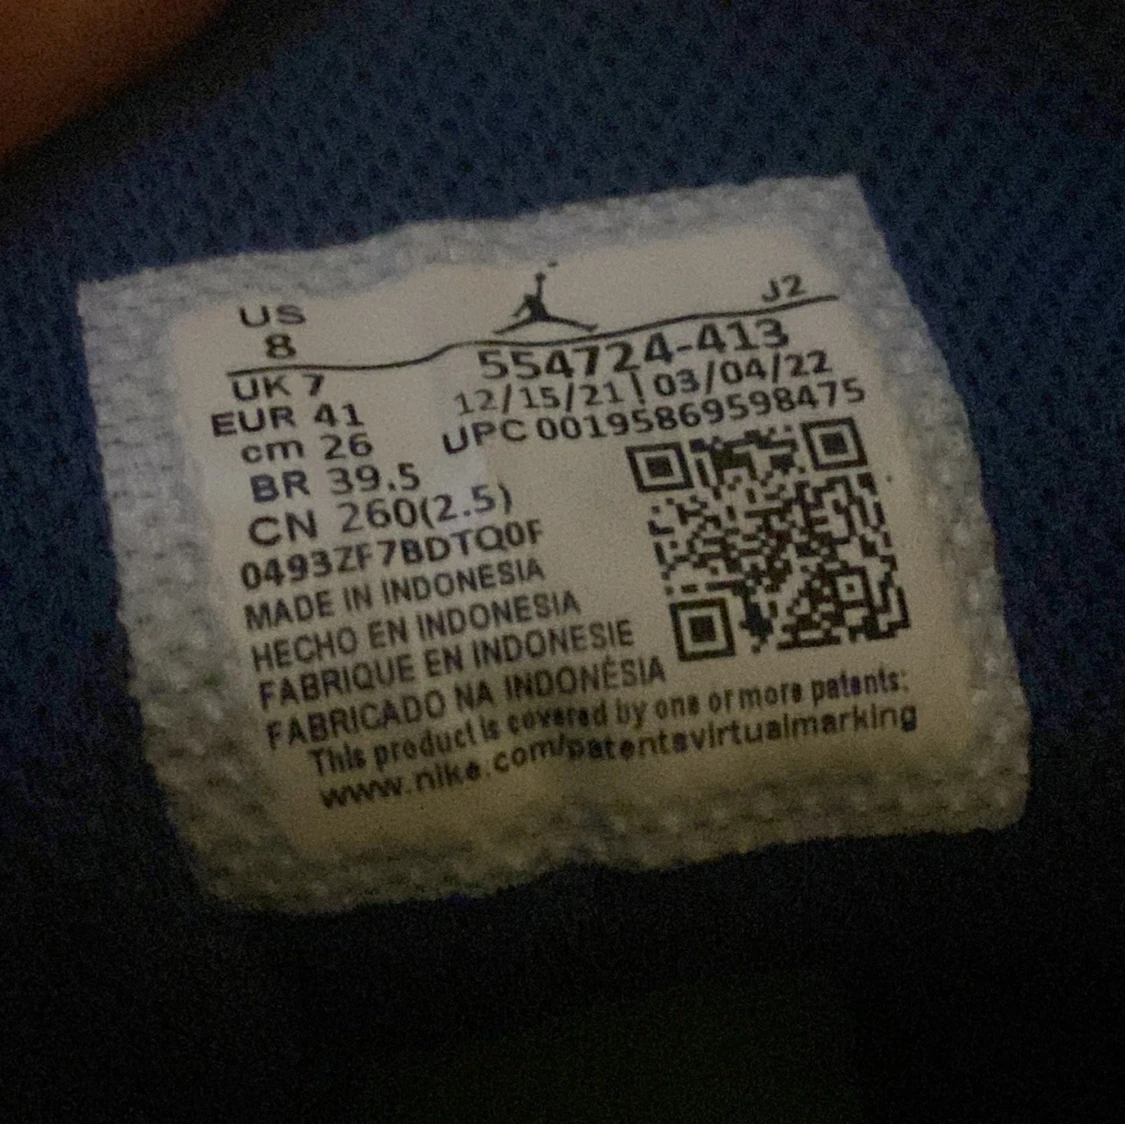 US
8
J2
UK 7
EUR 41
cm 26
BR 39.5
CN 260(2.5)
554724-413
12/15/21 | 03/04/22
UPC 00195869598475
0493ZF7BDTQ0F
MADE IN INDONESIA
HECHO EN INDONESIA
FABRIQUE EN INDONESIE
FABRICADO NA INDONÉSIA
This product is covered by one or more patents:
www.nike.com/patentsvirtualmarking